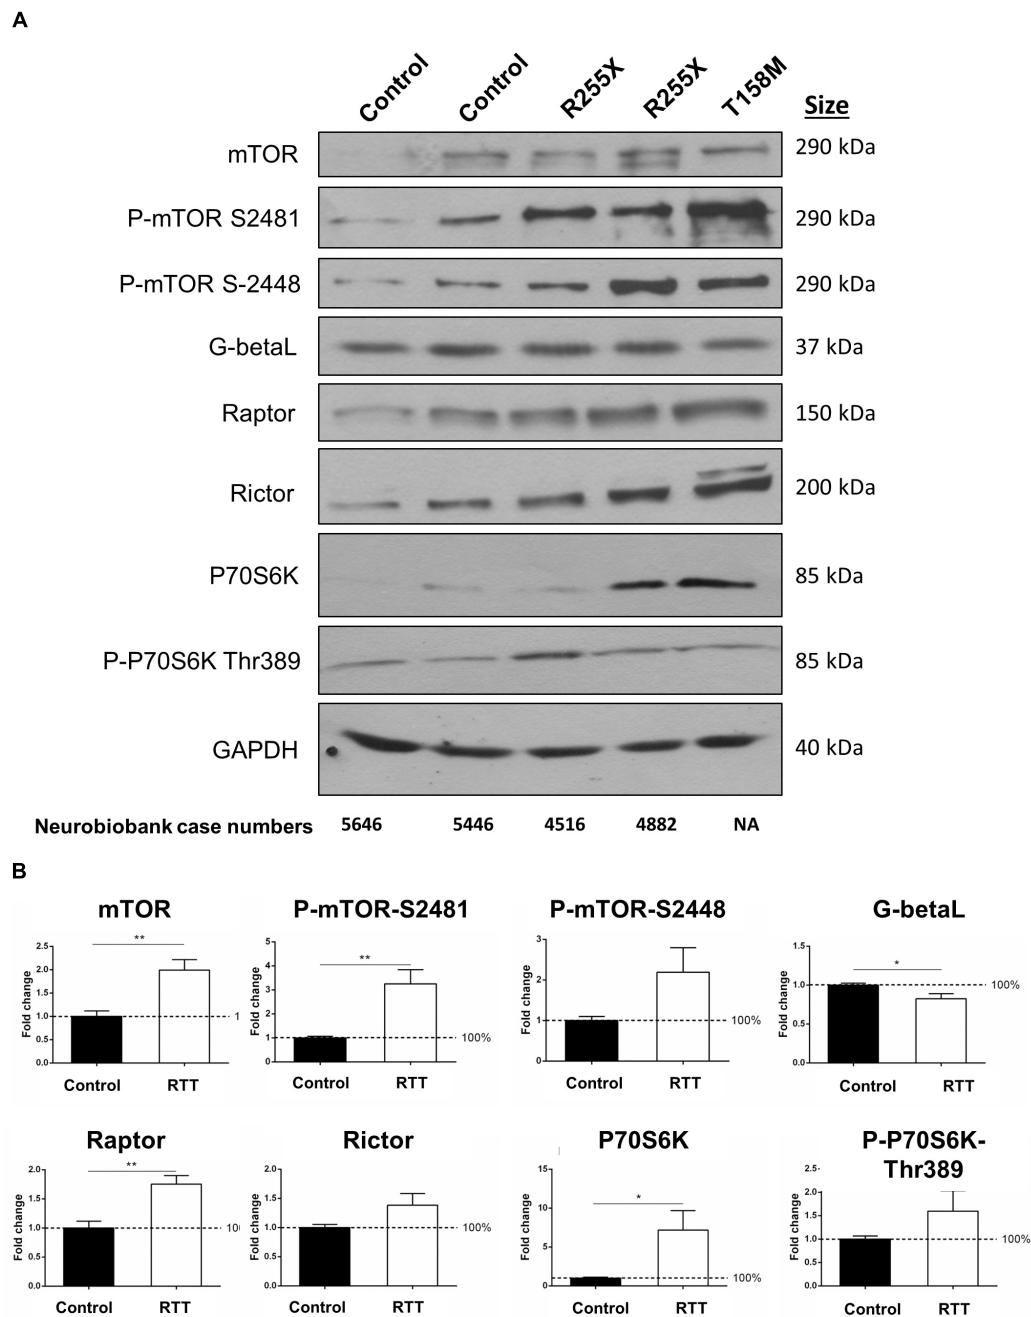 A
Control Control R255X R255X T158M Size
mTOR 290 kDa
P-mTOR S2481 290 kDa
P-mTOR S-2448 290 kDa
G-betaL 37 kDa
Raptor 150 kDa
Rictor 200 kDa
P70S6K 85 kDa
P-P70S6K Thr389 85 kDa
GAPDH 40 kDa
Neurobiobank case numbers 5646 5446 4516 4882 NA
B
mTOR
Fold change
2.5
2.0
1.5
1.0
0.5
0.0
**
1
Control RTT
P-mTOR-S2481
Fold change
5
4
3
2
1
0
**
100%
Control RTT
P-mTOR-S2448
Fold change
3
2
1
0
100%
Control RTT
G-betaL
Fold change
1.5
1.0
0.5
0.0
*
100%
Control RTT
Raptor
Fold change
2.0
1.5
1.0
0.5
0.0
**
10
Control RTT
Rictor
Fold change
2.0
1.5
1.0
0.5
0.0
100%
Control RTT
P70S6K
Fold change
15
10
5
0
*
100%
Control RTT
P-P70S6K-
Thr389
Fold change
2.5
2.0
1.5
1.0
0.5
0.0
100%
Control RTT